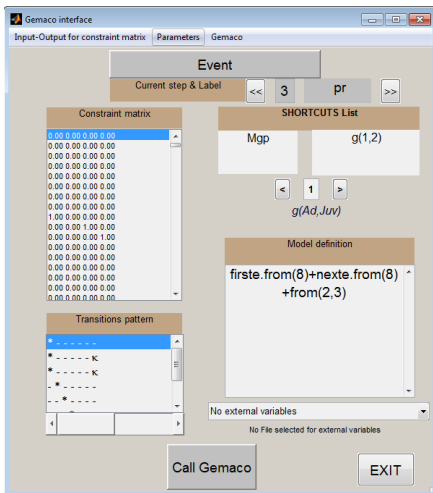 Gemaco interface
Input-Output for constraint matrix Parameters Gemaco
Event
Current step & Label << 3 pr >>
Constraint matrix
0.00 0.00 0.00 0.00
0.00 0.00 0.00 0.00
0.00 0.00 0.00 0.00
0.00 0.00 0.00 0.00
0.00 0.00 0.00 0.00
0.00 0.00 0.00 0.00
0.00 0.00 0.00 0.00
0.00 0.00 0.00 0.00
1.00 0.00 0.00 0.00
0.00 0.00 1.00 0.00
0.00 0.00 0.00 1.00
0.00 0.00 0.00 0.00
0.00 0.00 0.00 0.00
0.00 0.00 0.00 0.00
0.00 0.00 0.00 0.00
0.00 0.00 0.00 0.00
0.00 0.00 0.00 0.00
SHORTCUTS List
Mgp g(1,2)
< 1 >
g(Ad,Juv)
Model definition
firste.from(8)+nexte.from(8)
+from(2,3)
Transitions pattern
* - - - - - -
* - - - - κ
* - - - - κ
- * - - - - -
- - * - - - -
No external variables
No File selected for external variables
Call Gemaco
EXIT